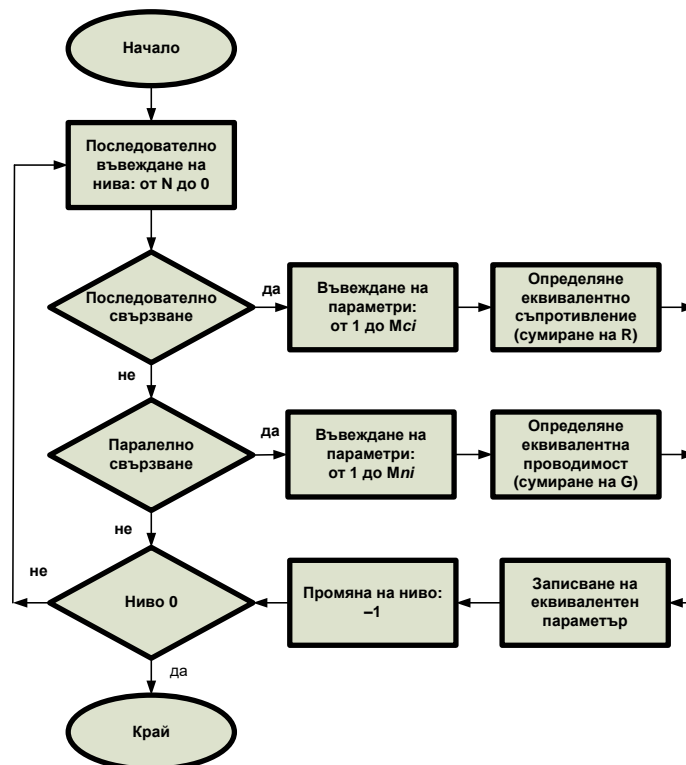 Начало
Последователно
въвеждане на
нива: от N до 0
Последователно
свързване
да
Въвеждане на
параметри:
от 1 до Mci
Определяне
еквивалентно
съпротивление
(сумиране на R)
не
Паралелно
свързване
да
Въвеждане на
параметри:
от 1 до Mni
Определяне
еквивалентна
проводимост
(сумиране на G)
не
не
Ниво 0
Промяна на ниво:
–1
Записване на
еквивалентен
параметър
да
Край